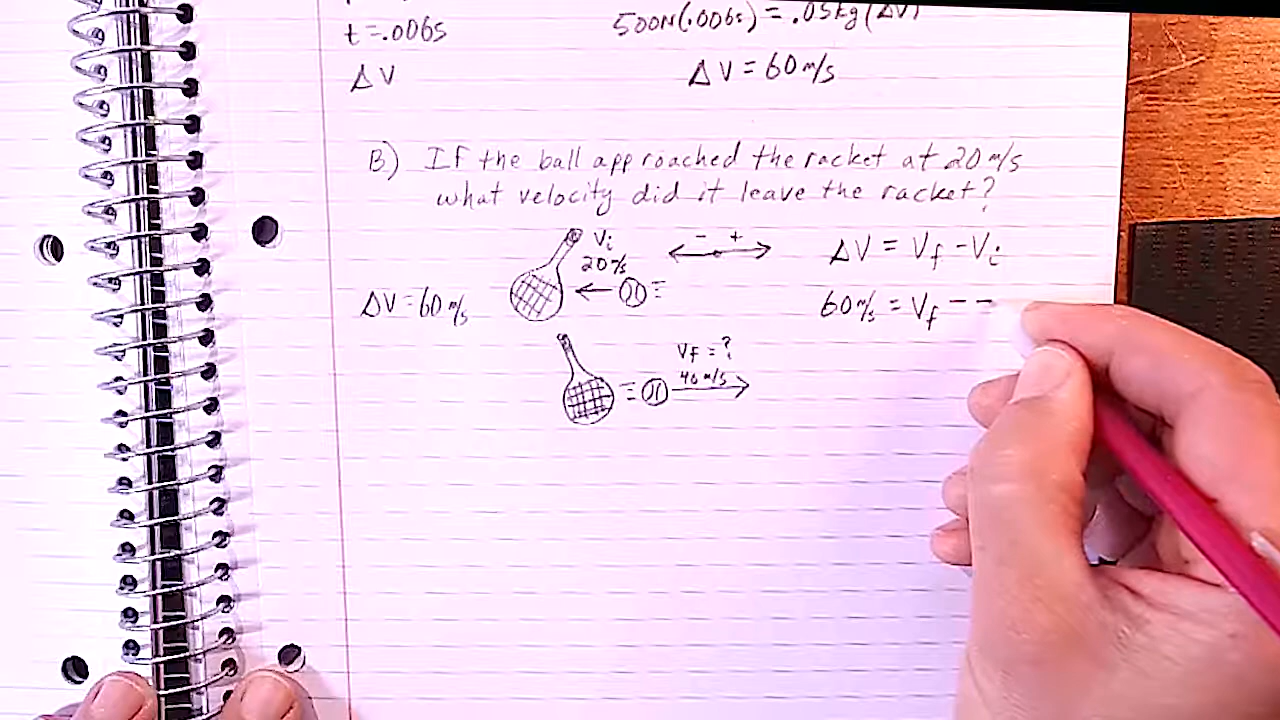 t = .006s
500N(.006s) = .05kg(ΔV)
ΔV
ΔV = 60 m/s
B.) If the ball approached the racket at 20 m/s
what velocity did it leave the racket?
Vi
20 m/s
- +
ΔV = Vf - Vi
ΔV = 60 m/s
60 m/s = Vf - -
Vf = ?
40 m/s